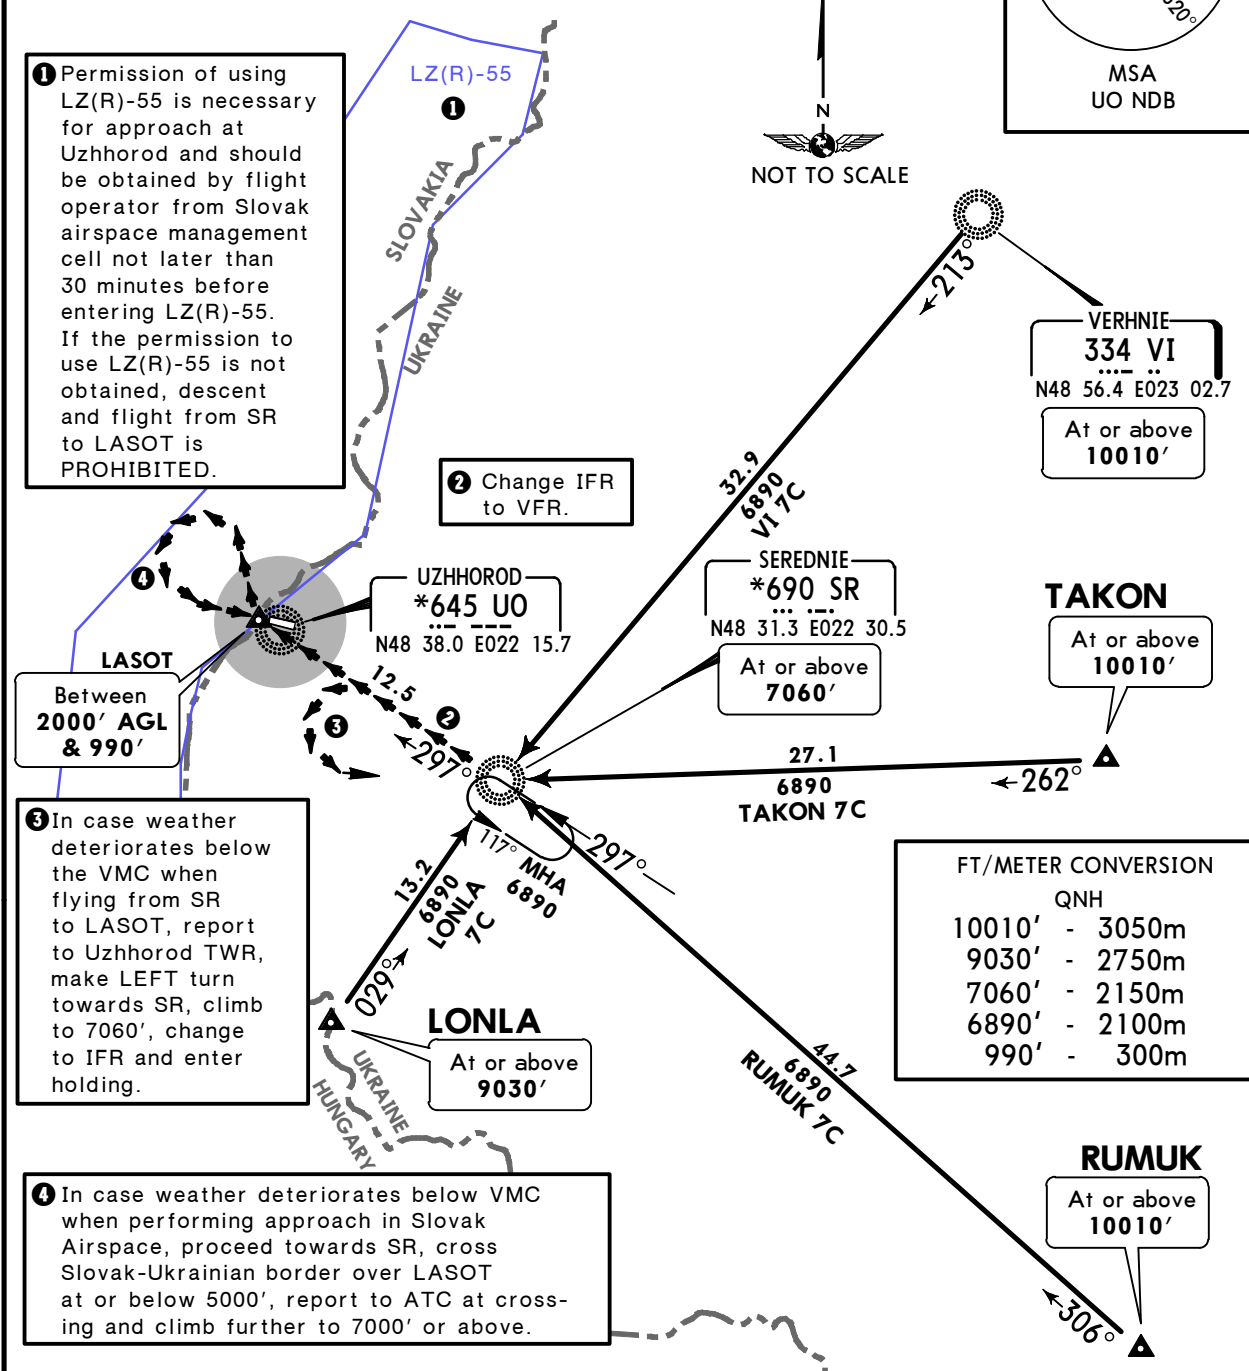 320°
MSA
UO NDB
❶ Permission of using
LZ(R)-55 is necessary
for approach at
Uzhhorod and should
be obtained by flight
operator from Slovak
airspace management
cell not later than
30 minutes before
entering LZ(R)-55.
If the permission to
use LZ(R)-55 is not
obtained, descent
and flight from SR
to LASOT is
PROHIBITED.
LZ(R)-55
❶
SLOVAKIA
UKRAINE
N
NOT TO SCALE
213°
VERHNIE
334 VI
N48 56.4 E023 02.7
At or above
10010'
❷ Change IFR
to VFR.
32.9
6890
VI 7C
❹
UZHHOROD
*645 UO
N48 38.0 E022 15.7
SEREDNIE
*690 SR
N48 31.3 E022 30.5
At or above
7060'
TAKON
At or above
10010'
LASOT
Between
2000' AGL
& 990'
12.5
❷
❸
297°
27.1
6890
TAKON 7C
262°
❸ In case weather
deteriorates below
the VMC when
flying from SR
to LASOT, report
to Uzhhorod TWR,
make LEFT turn
towards SR, climb
to 7060', change
to IFR and enter
holding.
117°
MHA
6890
297°
13.2
6890
LONLA
7C
029°
LONLA
At or above
9030'
UKRAINE
HUNGARY
FT/METER CONVERSION
QNH
10010' - 3050m
9030' - 2750m
7060' - 2150m
6890' - 2100m
990' - 300m
44.7
6890
RUMUK 7C
RUMUK
At or above
10010'
306°
❹ In case weather deteriorates below VMC
when performing approach in Slovak
Airspace, proceed towards SR, cross
Slovak-Ukrainian border over LASOT
at or below 5000', report to ATC at cross-
ing and climb further to 7000' or above.